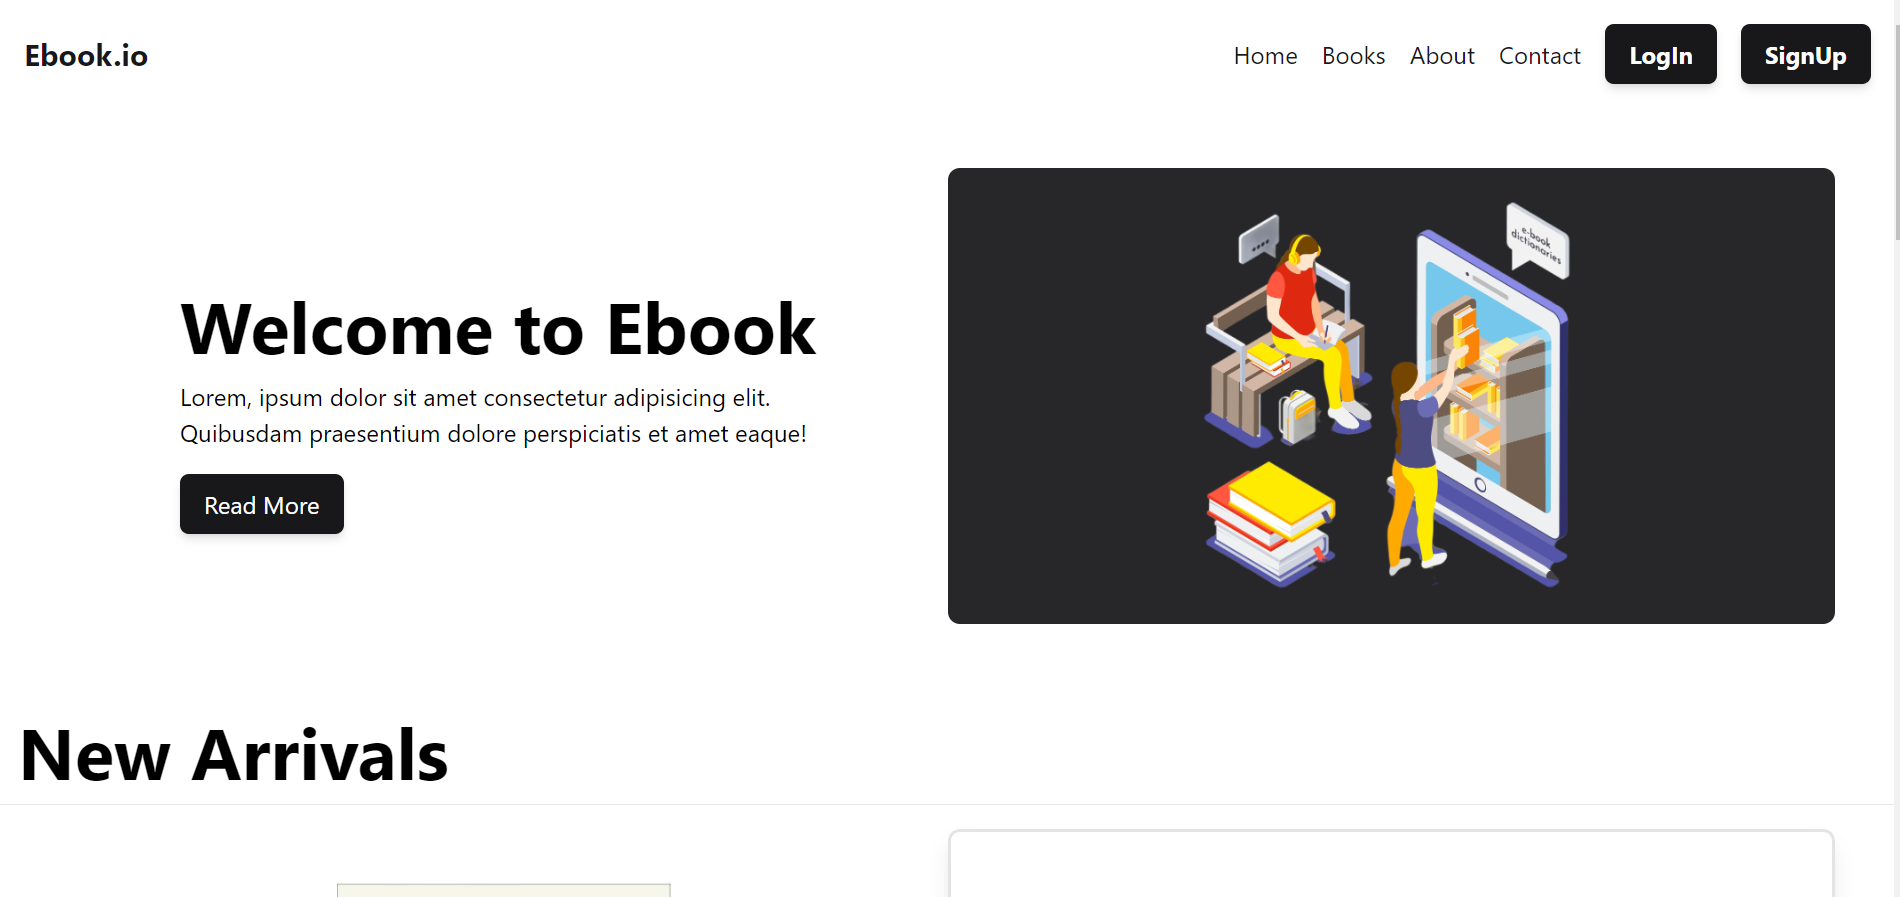 Ebook.io
Home Books About Contact LogIn SignUp
e-book
dictionaries
Welcome to Ebook
Lorem, ipsum dolor sit amet consectetur adipisicing elit.
Quibusdam praesentium dolore perspiciatis et amet eaque!
Read More
New Arrivals